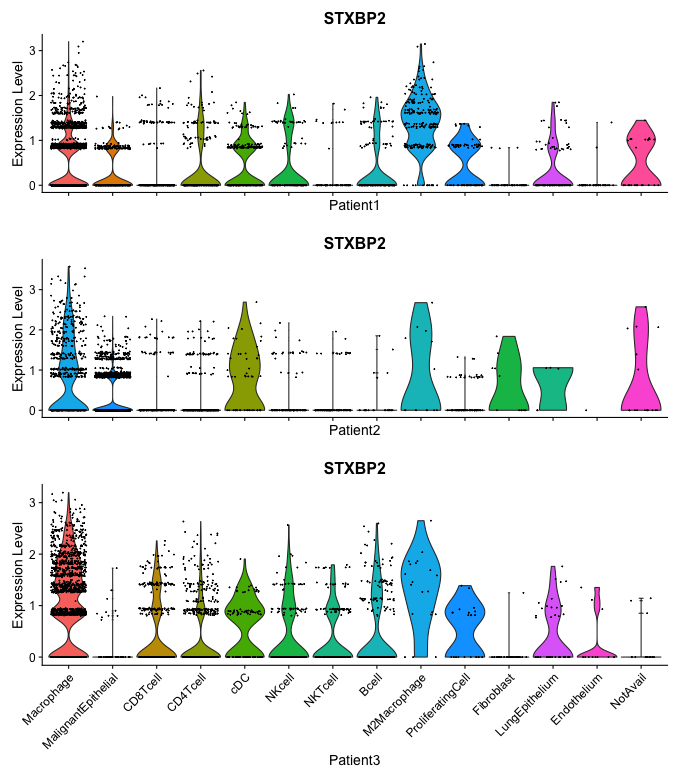 STXBP2
Expression Level
3
2
1
0
Patient1
STXBP2
Expression Level
3
2
1
0
Patient2
STXBP2
Expression Level
3
2
1
0
Macrophage
MalignantEpithelial
CD8Tcell
CD4Tcell
cDC
NKcell
NKTcell
Bcell
M2Macrophage
ProliferatingCell
Fibroblast
LungEpithelium
Endothelium
NotAvail
Patient3